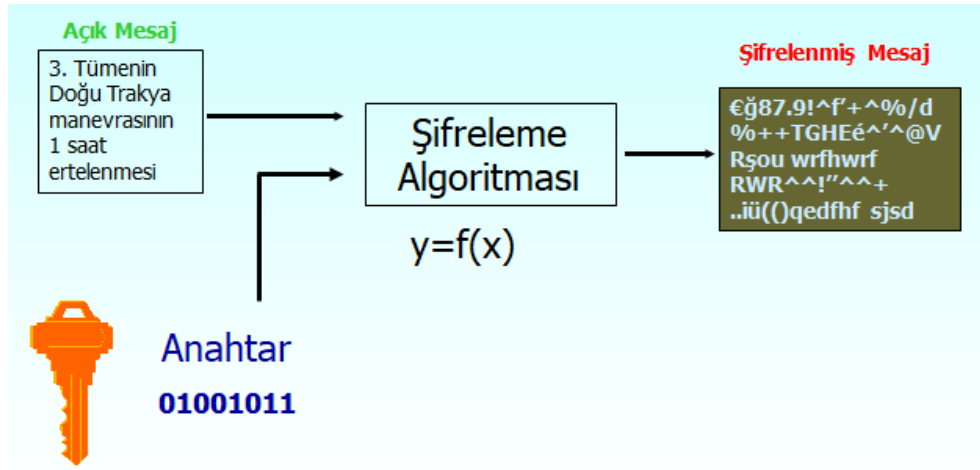 Açık Mesaj
3. Tümenin
Doğu Trakya
manevrasının
1 saat
ertelenmesi
Şifreleme
Algoritması
y=f(x)
Şifrelenmiş Mesaj
€ğ87.9!^f'+^%/d
%++TGHEé^'^@V
Rşou wrfhwrf
RWR^^!’’^^+
..iü(()qedfhf sjsd
Anahtar
01001011